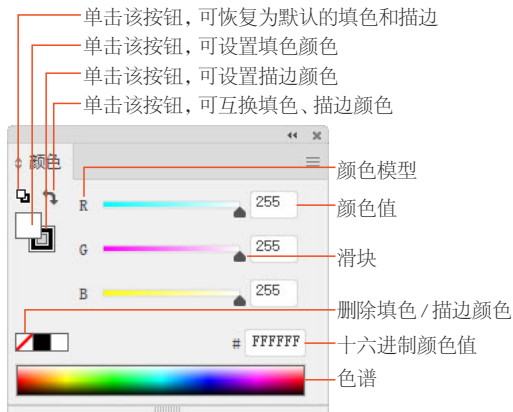 单击该按钮，可恢复为默认的填色和描边
单击该按钮，可设置填色颜色
单击该按钮，可设置描边颜色
单击该按钮，可互换填色、描边颜色
颜色
颜色模型
R 255
颜色值
G 255
滑块
B 255
删除填色/描边颜色
# FFFFFF
十六进制颜色值
色谱